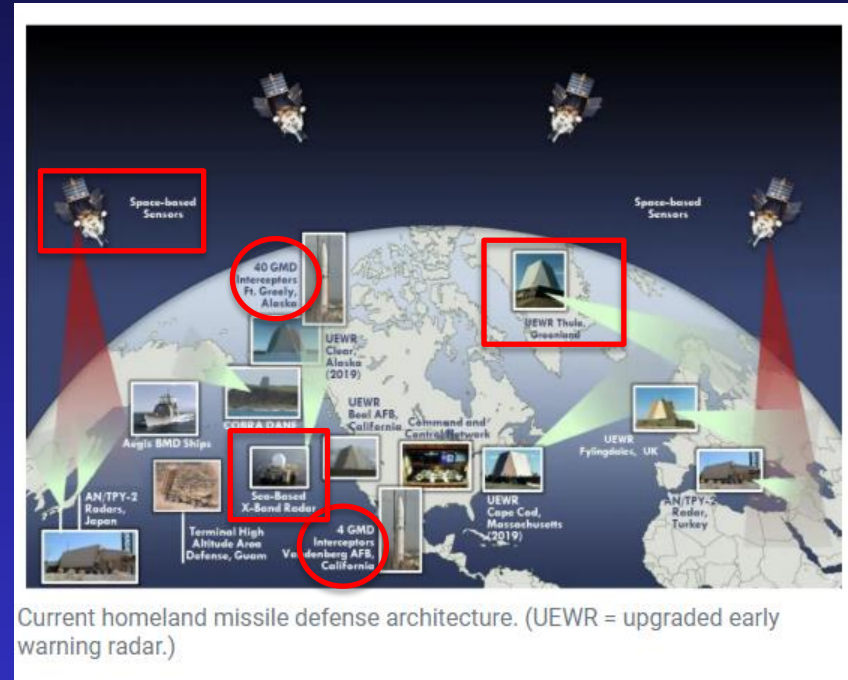 Space-based
Sensors
Space-based
Sensors
40 GMD
Interceptors
Ft. Greely,
Alaska
UEWR Thule,
Greenland
UEWR
Clear,
Alaska
(2019)
UEWR
Beal AFB,
California
Command and
Control Network
COBRA DANE
Aegis BMD Ships
UEWR
Fylingdales, UK
Sea-Based
X-Band Radar
AN/TPY-2
Radars,
Japan
UEWR
Cape Cod,
Massachusetts
(2019)
AN/TPY-2
Radar,
Turkey
Terminal High
Altitude Area
Defense, Guam
4 GMD
Interceptors
Vandenberg AFB,
California
Current homeland missile defense architecture. (UEWR = upgraded early
warning radar.)